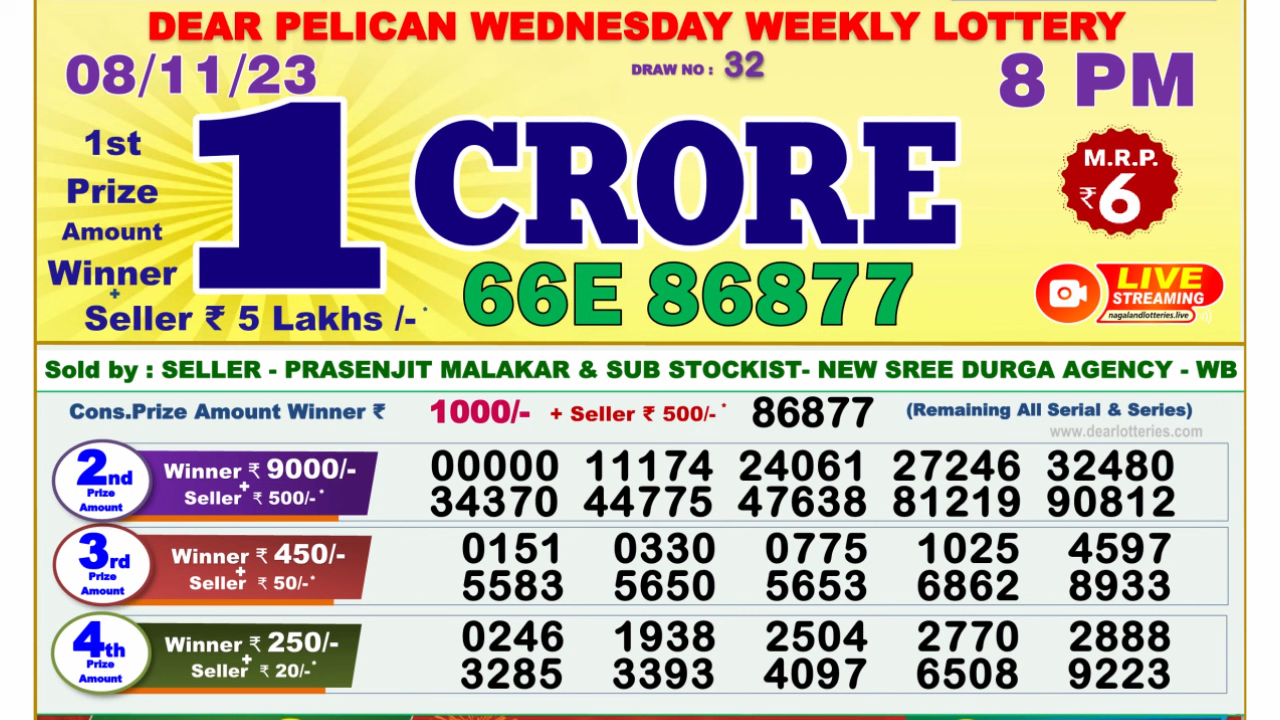 DEAR PELICAN WEDNESDAY WEEKLY LOTTERY
08/11/23
DRAW NO : 32
8 PM
1st
Prize
Amount
Winner
+
Seller ₹ 5 Lakhs /-*
1 CRORE
66E 86877
M.R.P.
₹6
LIVE
STREAMING
nagalandlotteries.live
Sold by : SELLER - PRASENJIT MALAKAR & SUB STOCKIST- NEW SREE DURGA AGENCY - WB
Cons.Prize Amount Winner ₹ 1000/- + Seller ₹ 500/-* 86877 (Remaining All Serial & Series)
www.dearlotteries.com
2nd
Prize
Amount
Winner ₹ 9000/-
+
Seller ₹ 500/-*
00000 11174 24061 27246 32480
34370 44775 47638 81219 90812
3rd
Prize
Amount
Winner ₹ 450/-
+
Seller ₹ 50/-*
0151 0330 0775 1025 4597
5583 5650 5653 6862 8933
4th
Prize
Amount
Winner ₹ 250/-
+
Seller ₹ 20/-*
0246 1938 2504 2770 2888
3285 3393 4097 6508 9223